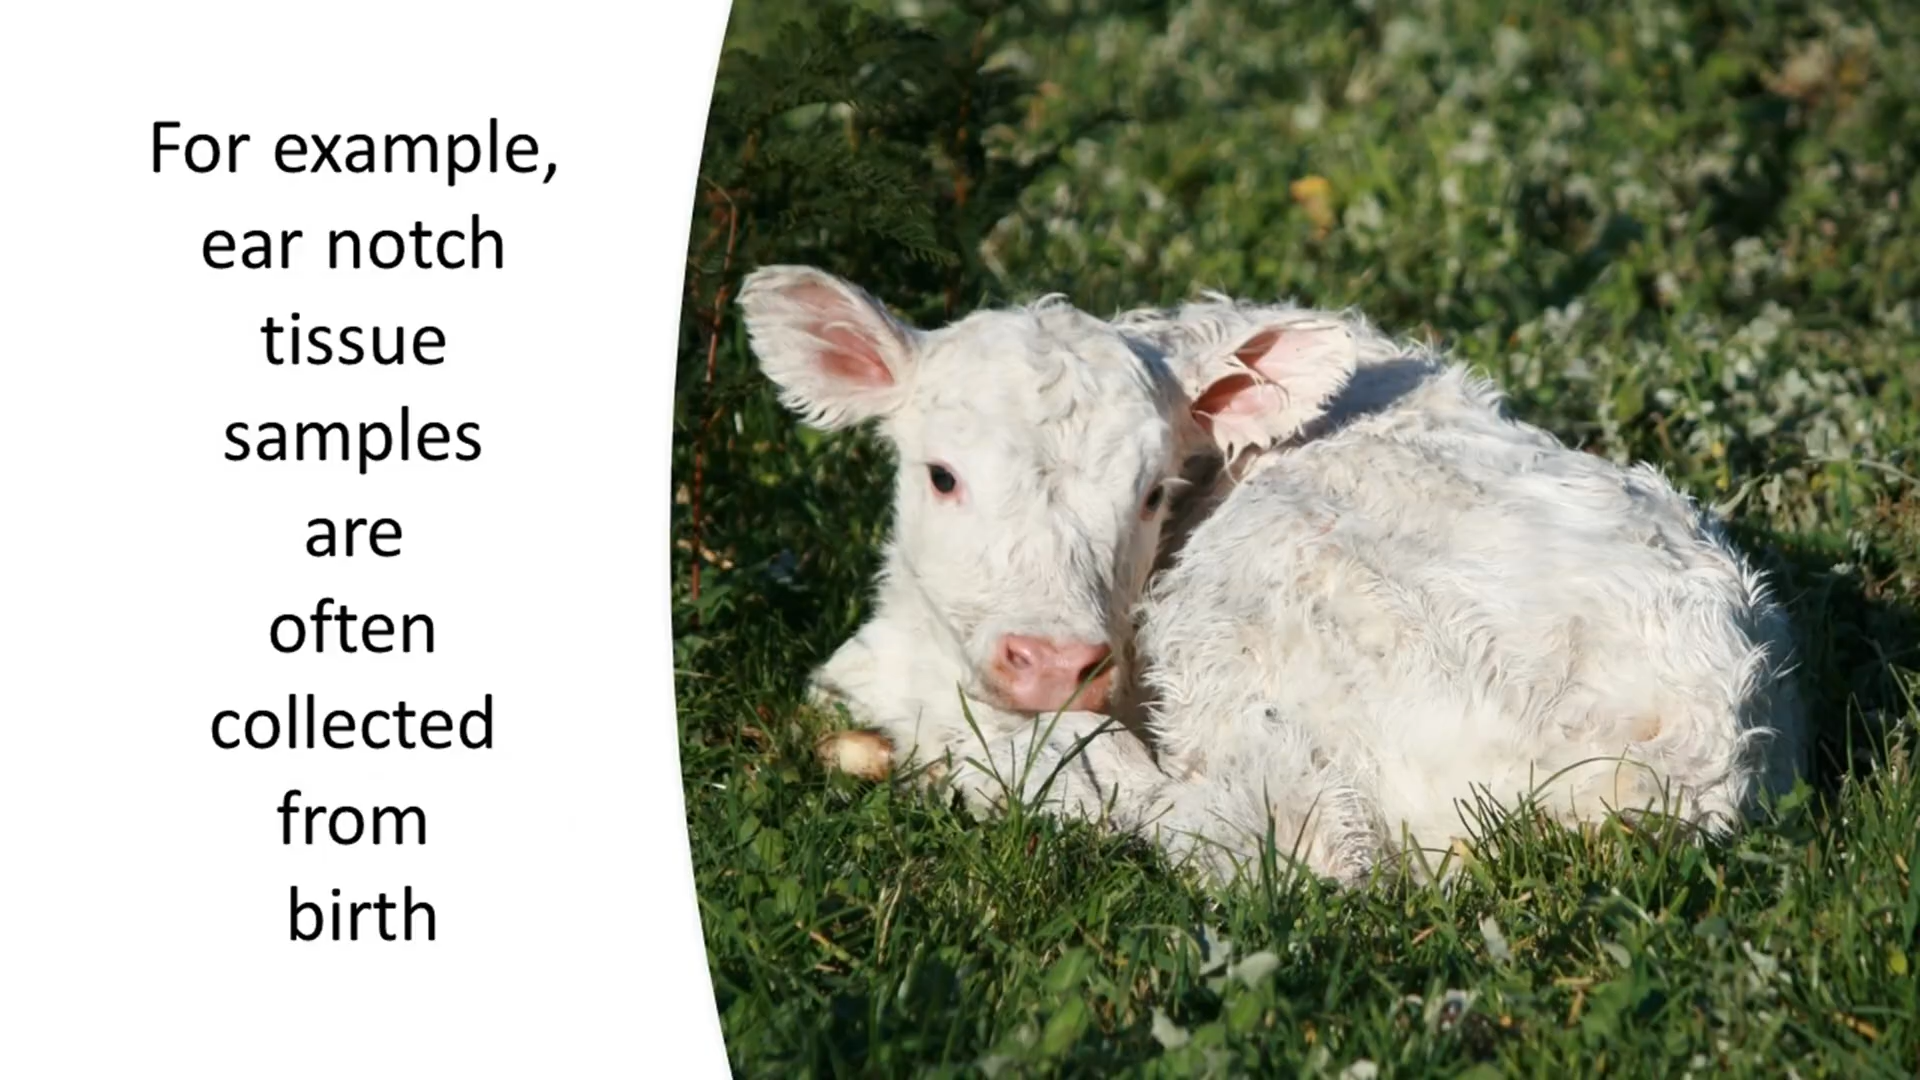 For example,
ear notch
tissue
samples
are
often
collected
from
birth